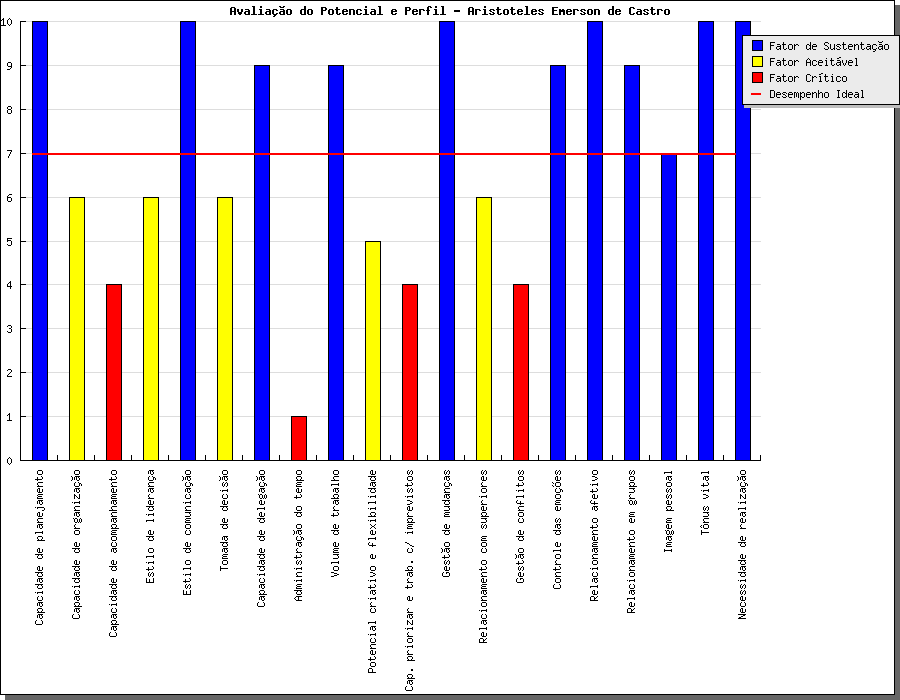 Avaliação do Potencial e Perfil - Aristoteles Emerson de Castro
10
9
8
7
6
5
4
3
2
1
0
Fator de Sustentação
Fator Aceitável
Fator Crítico
Desempenho Ideal
Capacidade de planejamento
Capacidade de organização
Capacidade de acompanhamento
Estilo de liderança
Estilo de comunicação
Tomada de decisão
Capacidade de delegação
Administração do tempo
Volume de trabalho
Potencial criativo e flexibilidade
Cap. priorizar e trab. c/ imprevistos
Gestão de mudanças
Relacionamento com superiores
Gestão de conflitos
Controle das emoções
Relacionamento afetivo
Relacionamento em grupos
Imagem pessoal
Tônus vital
Necessidade de realização